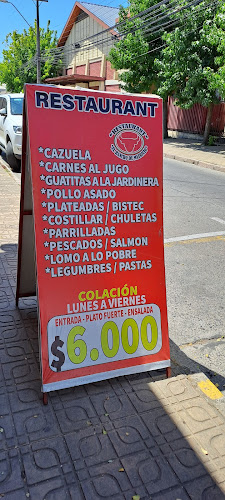 RESTAURANT
RESTAURANT
*CAZUELA
*CARNES AL JUGO
*GUATITAS A LA JARDINERA
*POLLO ASADO
*PLATEADAS / BISTEC
*COSTILLAR / CHULETAS
*PARRILLADAS
*PESCADOS / SALMON
*LOMO A LO POBRE
*LEGUMBRES / PASTAS
COLACIÓN
LUNES A VIERNES
ENTRADA - PLATO FUERTE - ENSALADA
$6.000